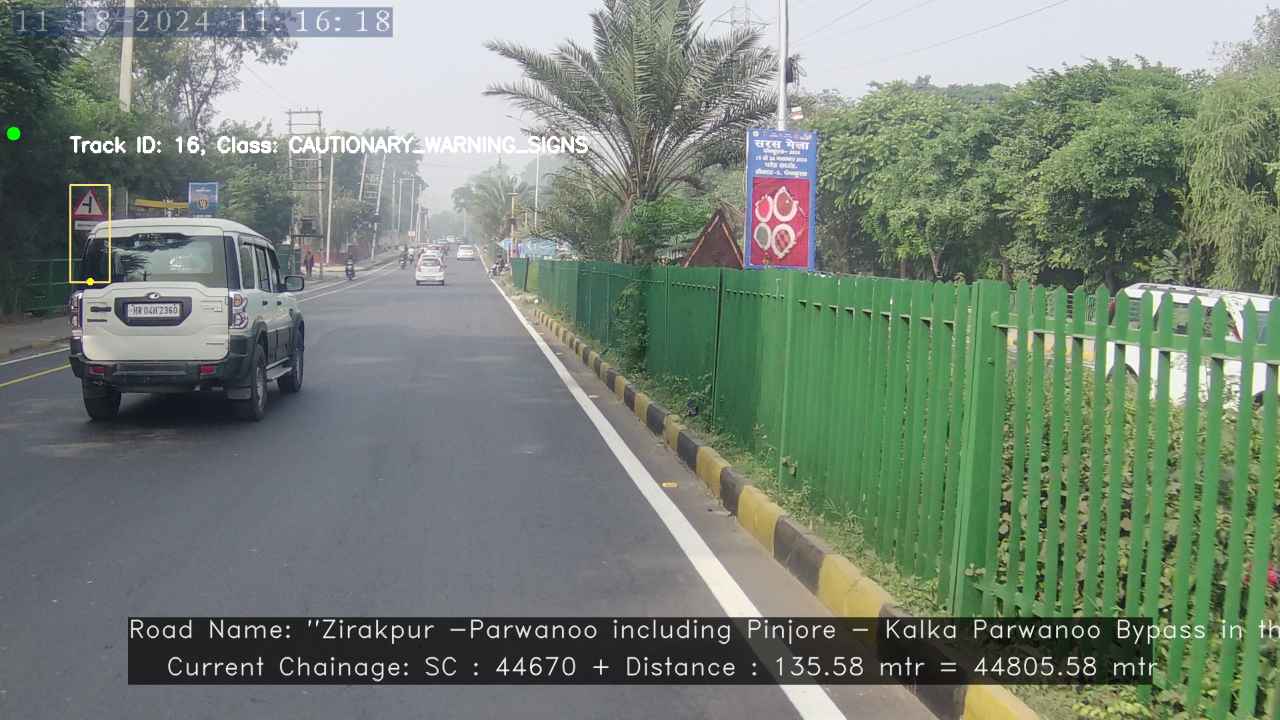 11-18-2024 11:16:18
Track ID: 16, Class: CAUTIONARY_WARNING_SIGNS
सरस मेला
HR 04H 2360
Road Name: "Zirakpur -Parwanoo including Pinjore - Kalka Parwanoo Bypass in th
Current Chainage: SC : 44670 + Distance : 135.58 mtr = 44805.58 mtr